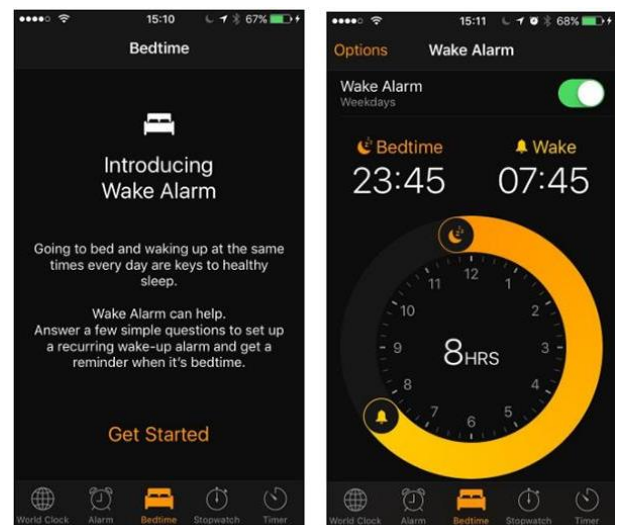 15:10
67%
Bedtime
Introducing
Wake Alarm
Going to bed and waking up at the same
times every day are keys to healthy
sleep.
Wake Alarm can help.
Answer a few simple questions to set up
a recurring wake-up alarm and get a
reminder when it's bedtime.
Get Started
World Clock
Alarm
Bedtime
Stopwatch
Timer
15:11
68%
Options
Wake Alarm
Wake Alarm
Weekdays
Bedtime
Wake
23:45
07:45
12
1
2
3
4
5
6
7
8
9
10
11
8HRS
World Clock
Alarm
Bedtime
Stopwatch
Timer